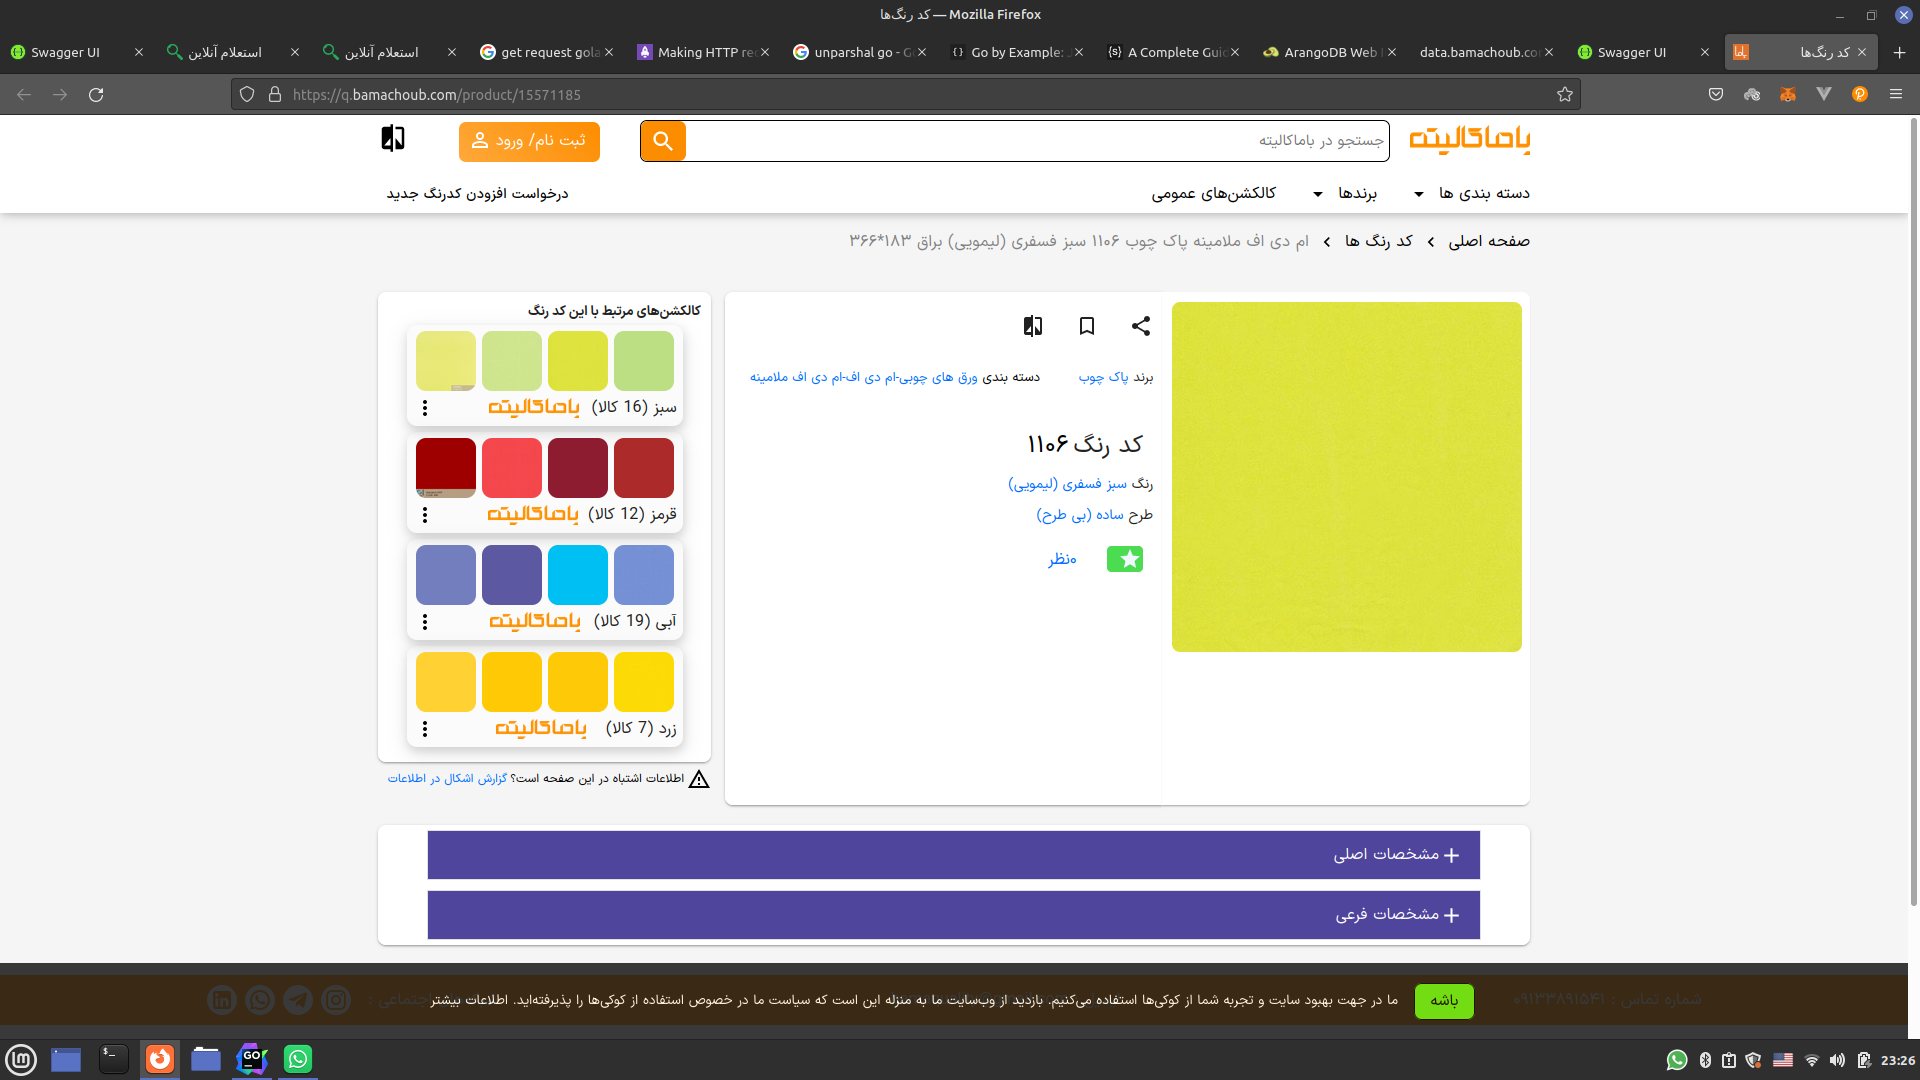 کد رنگ‌ها — Mozilla Firefox
Swagger UI
استعلام آنلاین
استعلام آنلاین
get request gola
Making HTTP re
unparshal go - G
Go by Example: J
A Complete Guid
ArangoDB Web
data.bamachoub.co
Swagger UI
کد رنگ‌ها
https://q.bamachoub.com/product/15571185
باماکالیته
جستجو در باماکالیته
ثبت نام/ ورود
دسته بندی ها
برندها
کالکشن‌های عمومی
درخواست افزودن کدرنگ جدید
صفحه اصلی
کد رنگ ها
ام دی اف ملامینه پاک چوب ۱۱۰۶ سبز فسفری (لیمویی) براق ۱۸۳*۳۶۶
برند پاک چوب
دسته بندی ورق های چوبی-ام دی اف-ام دی اف ملامینه
کد رنگ ۱۱۰۶
رنگ سبز فسفری (لیمویی)
طرح ساده (بی طرح)
۰نظر
کالکشن‌های مرتبط با این کد رنگ
سبز (16 کالا) باماکالیته
قرمز (12 کالا) باماکالیته
آبی (19 کالا) باماکالیته
زرد (7 کالا) باماکالیته
اطلاعات اشتباه در این صفحه است؟ گزارش اشکال در اطلاعات
مشخصات اصلی
مشخصات فرعی
شماره تماس : ۰۹۱۳۳۸۹۱۵۴۱
باشه
ما در جهت بهبود سایت و تجربه شما از کوکی‌ها استفاده می‌کنیم. بازدید از وب‌سایت ما به منزله این است که سیاست ما در خصوص استفاده از کوکی‌ها را پذیرفته‌اید. اطلاعات بیشتر
GO
23:26